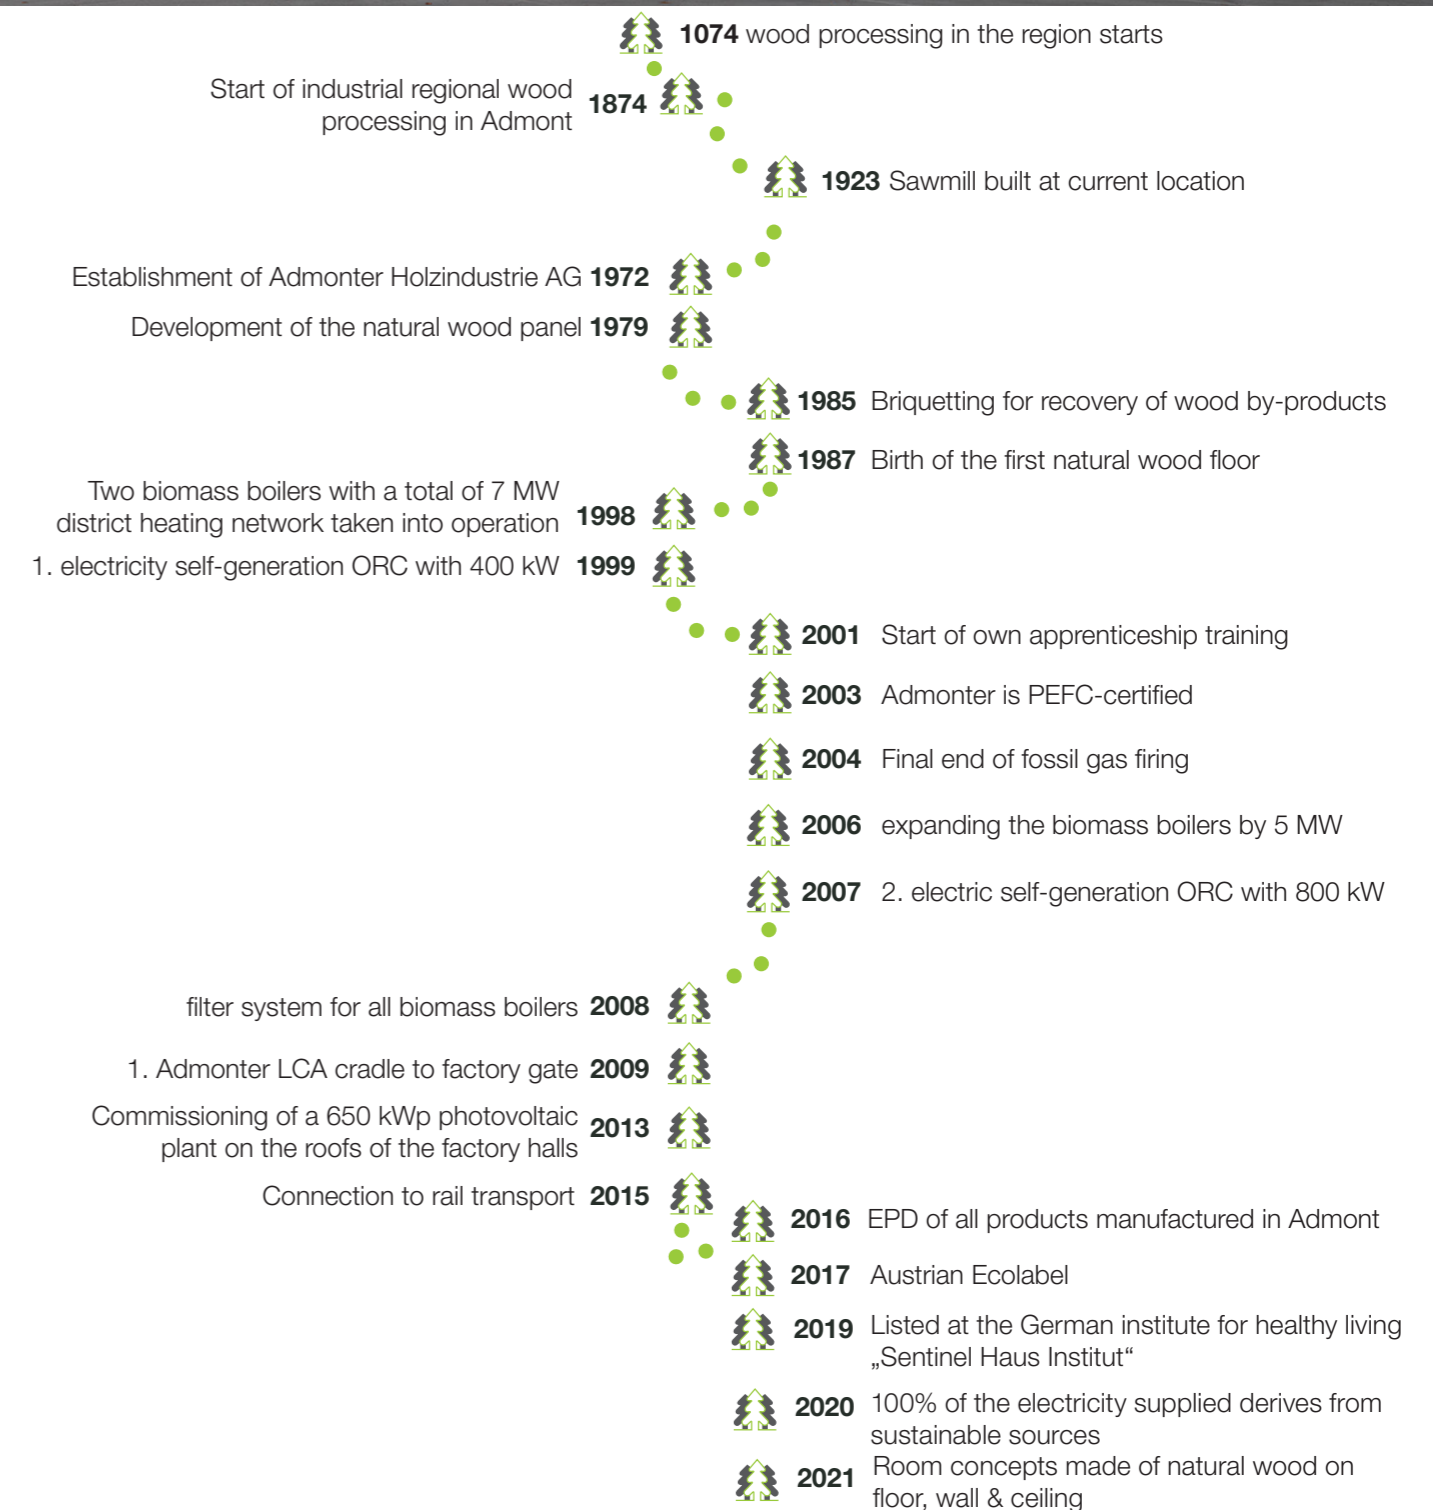 1074 wood processing in the region starts
Start of industrial regional wood
processing in Admont 1874
1923 Sawmill built at current location
Establishment of Admonter Holzindustrie AG 1972
Development of the natural wood panel 1979
1985 Briquetting for recovery of wood by-products
1987 Birth of the first natural wood floor
Two biomass boilers with a total of 7 MW
district heating network taken into operation 1998
1. electricity self-generation ORC with 400 kW 1999
2001 Start of own apprenticeship training
2003 Admonter is PEFC-certified
2004 Final end of fossil gas firing
2006 expanding the biomass boilers by 5 MW
2007 2. electric self-generation ORC with 800 kW
filter system for all biomass boilers 2008
1. Admonter LCA cradle to factory gate 2009
Commissioning of a 650 kWp photovoltaic
plant on the roofs of the factory halls 2013
Connection to rail transport 2015
2016 EPD of all products manufactured in Admont
2017 Austrian Ecolabel
2019 Listed at the German institute for healthy living
„Sentinel Haus Institut“
2020 100% of the electricity supplied derives from
sustainable sources
2021 Room concepts made of natural wood on
floor, wall & ceiling